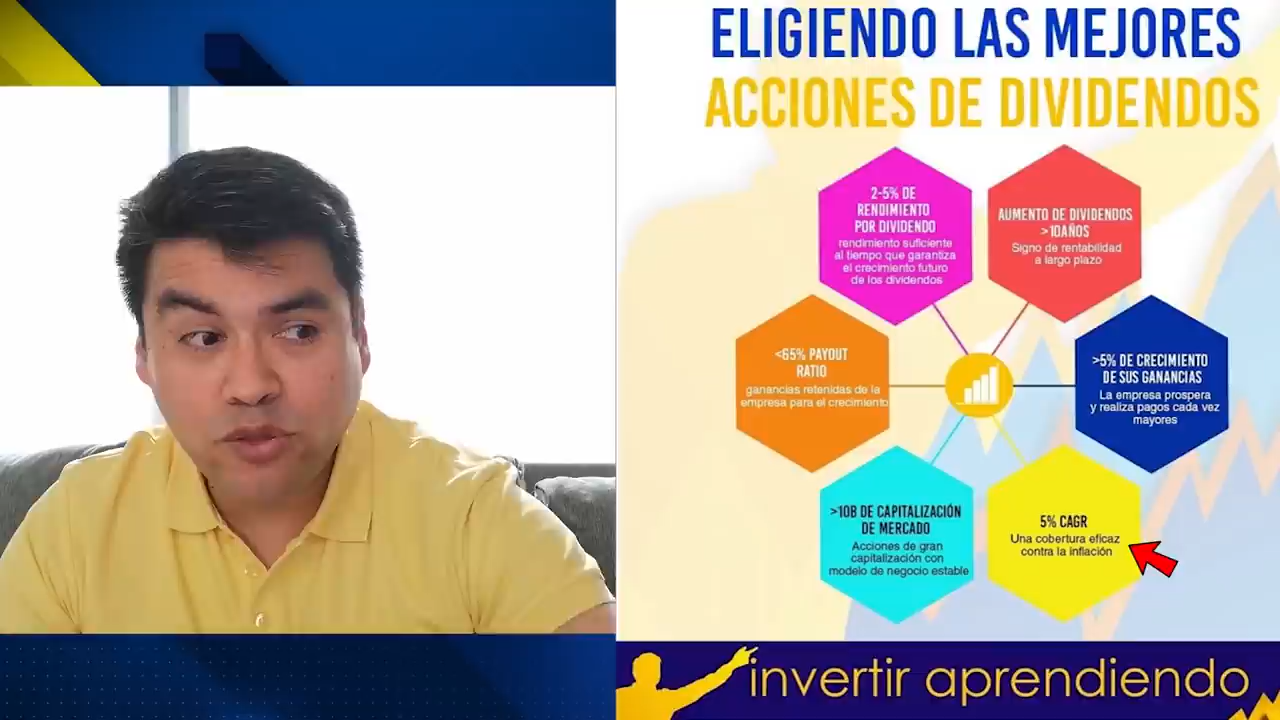 ELIGIENDO LAS MEJORES
ACCIONES DE DIVIDENDOS
2-5% DE
RENDIMIENTO
POR DIVIDENDO
rendimiento suficiente
al tiempo que garantiza
el crecimiento futuro
de los dividendos
AUMENTO DE DIVIDENDOS
>10AÑOS
Signo de rentabilidad
a largo plazo
<65% PAYOUT
RATIO
ganancias retenidas de la
empresa para el crecimiento
>5% DE CRECIMIENTO
DE SUS GANANCIAS
La empresa prospera
y realiza pagos cada vez
mayores
>10B DE CAPITALIZACIÓN
DE MERCADO
Acciones de gran
capitalización con
modelo de negocio estable
5% CAGR
Una cobertura eficaz
contra la inflación
invertir aprendiendo